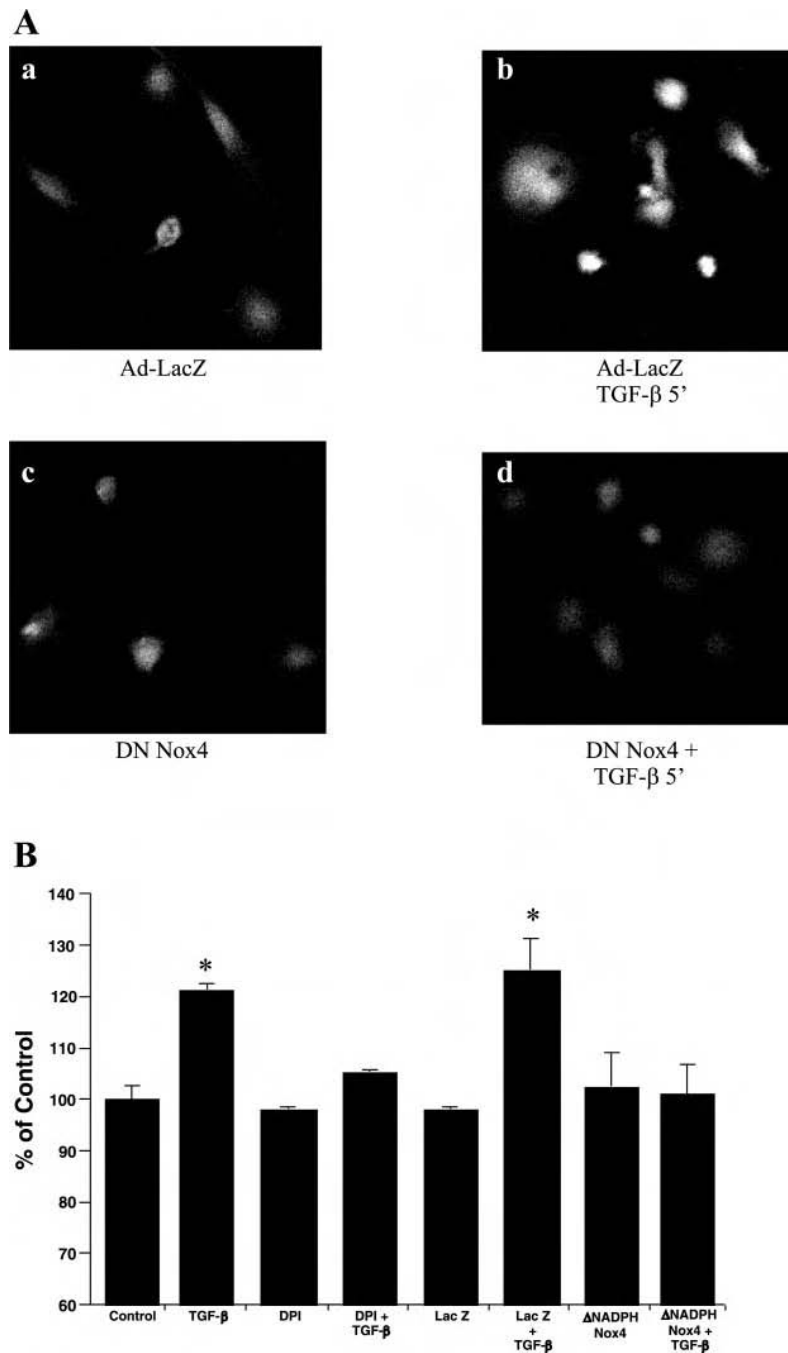 A
a
b
Ad-LacZ
Ad-LacZ
TGF-β 5’
c
d
DN Nox4
DN Nox4 +
TGF-β 5’
B
140
130
120
110
100
90
80
70
60
% of Control
*
*
Control
TGF-β
DPI
DPI +
TGF-β
Lac Z
Lac Z
+
TGF-β
ΔNADPH
Nox4
ΔNADPH
Nox4 +
TGF-β